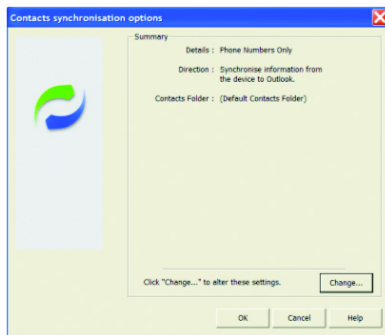 Contacts synchronisation options
Summary
Details : Phone Numbers Only
Direction : Synchronise information from
the device to Outlook.
Contacts Folder : (Default Contacts Folder)
Click "Change..." to alter these settings.
Change...
OK Cancel Help